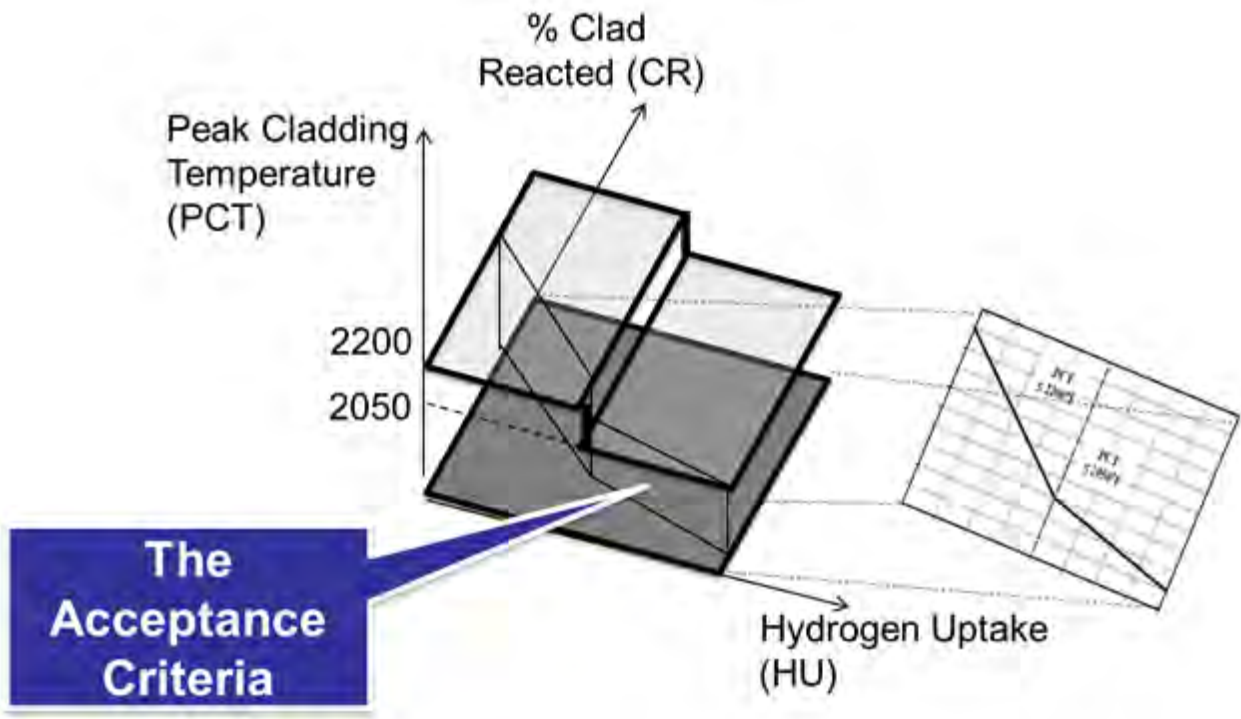 % Clad
Reacted (CR)
Peak Cladding
Temperature
(PCT)
2200
2050
The
Acceptance
Criteria
Hydrogen Uptake
(HU)